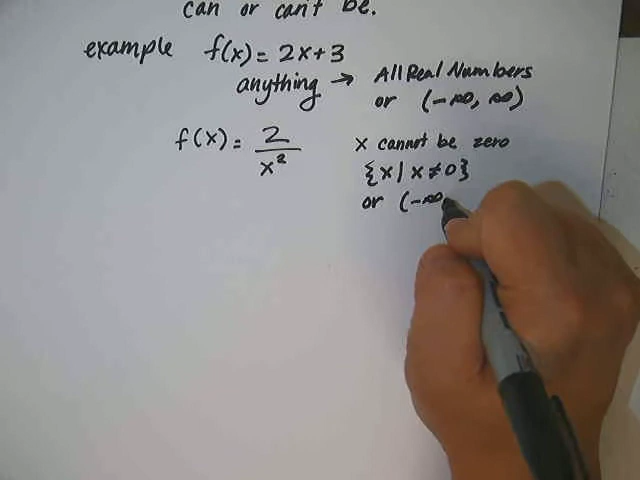 can or can't be.
example f(x) = 2x+3
anything → All Real Numbers
or (-∞, ∞)
f(x) = 2/x² x cannot be zero
{x | x ≠ 0}
or (-∞,